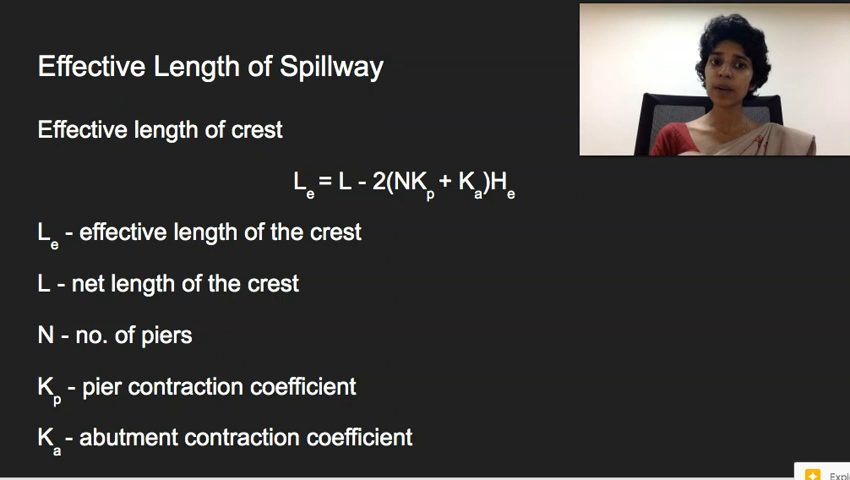 Effective Length of Spillway
Effective length of crest
Lₑ = L - 2(NKₚ + Kₐ)Hₑ
Lₑ - effective length of the crest
L - net length of the crest
N - no. of piers
Kₚ - pier contraction coefficient
Kₐ - abutment contraction coefficient